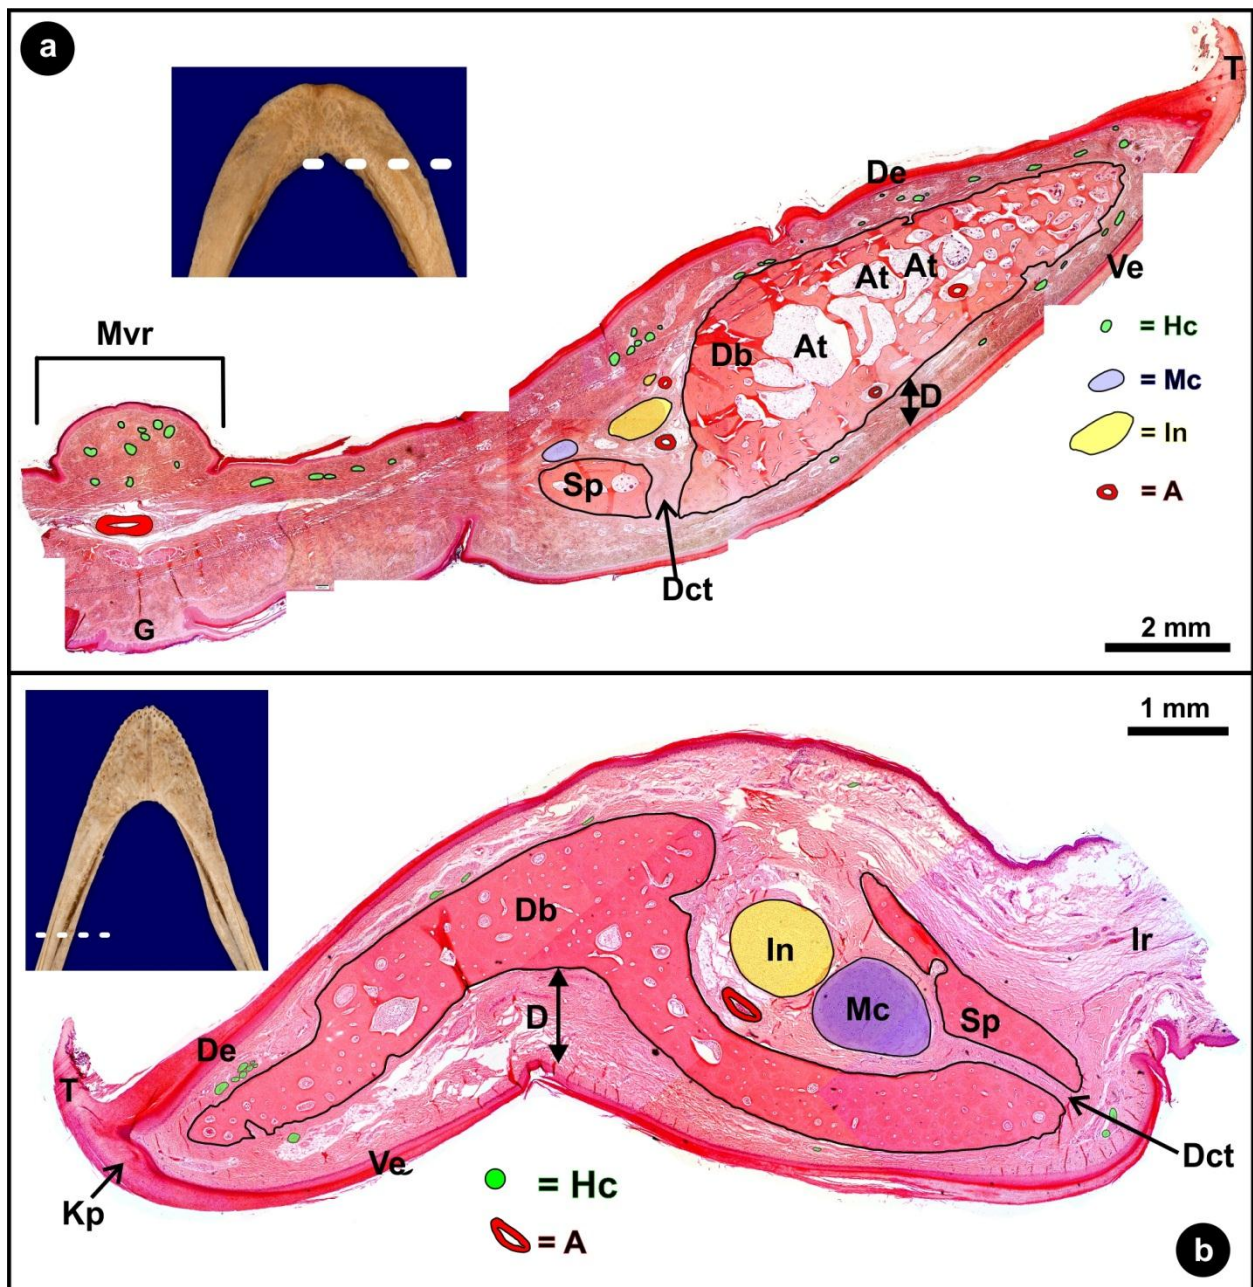 a
T
De
At
At
Ve
Mvr
= Hc
At
Db
= Mc
D
= In
Sp
= A
Dct
G
2 mm
1 mm
Db
In
Ir
Mc
D
Sp
De
T
Dct
Ve
= Hc
Kp
= A
b